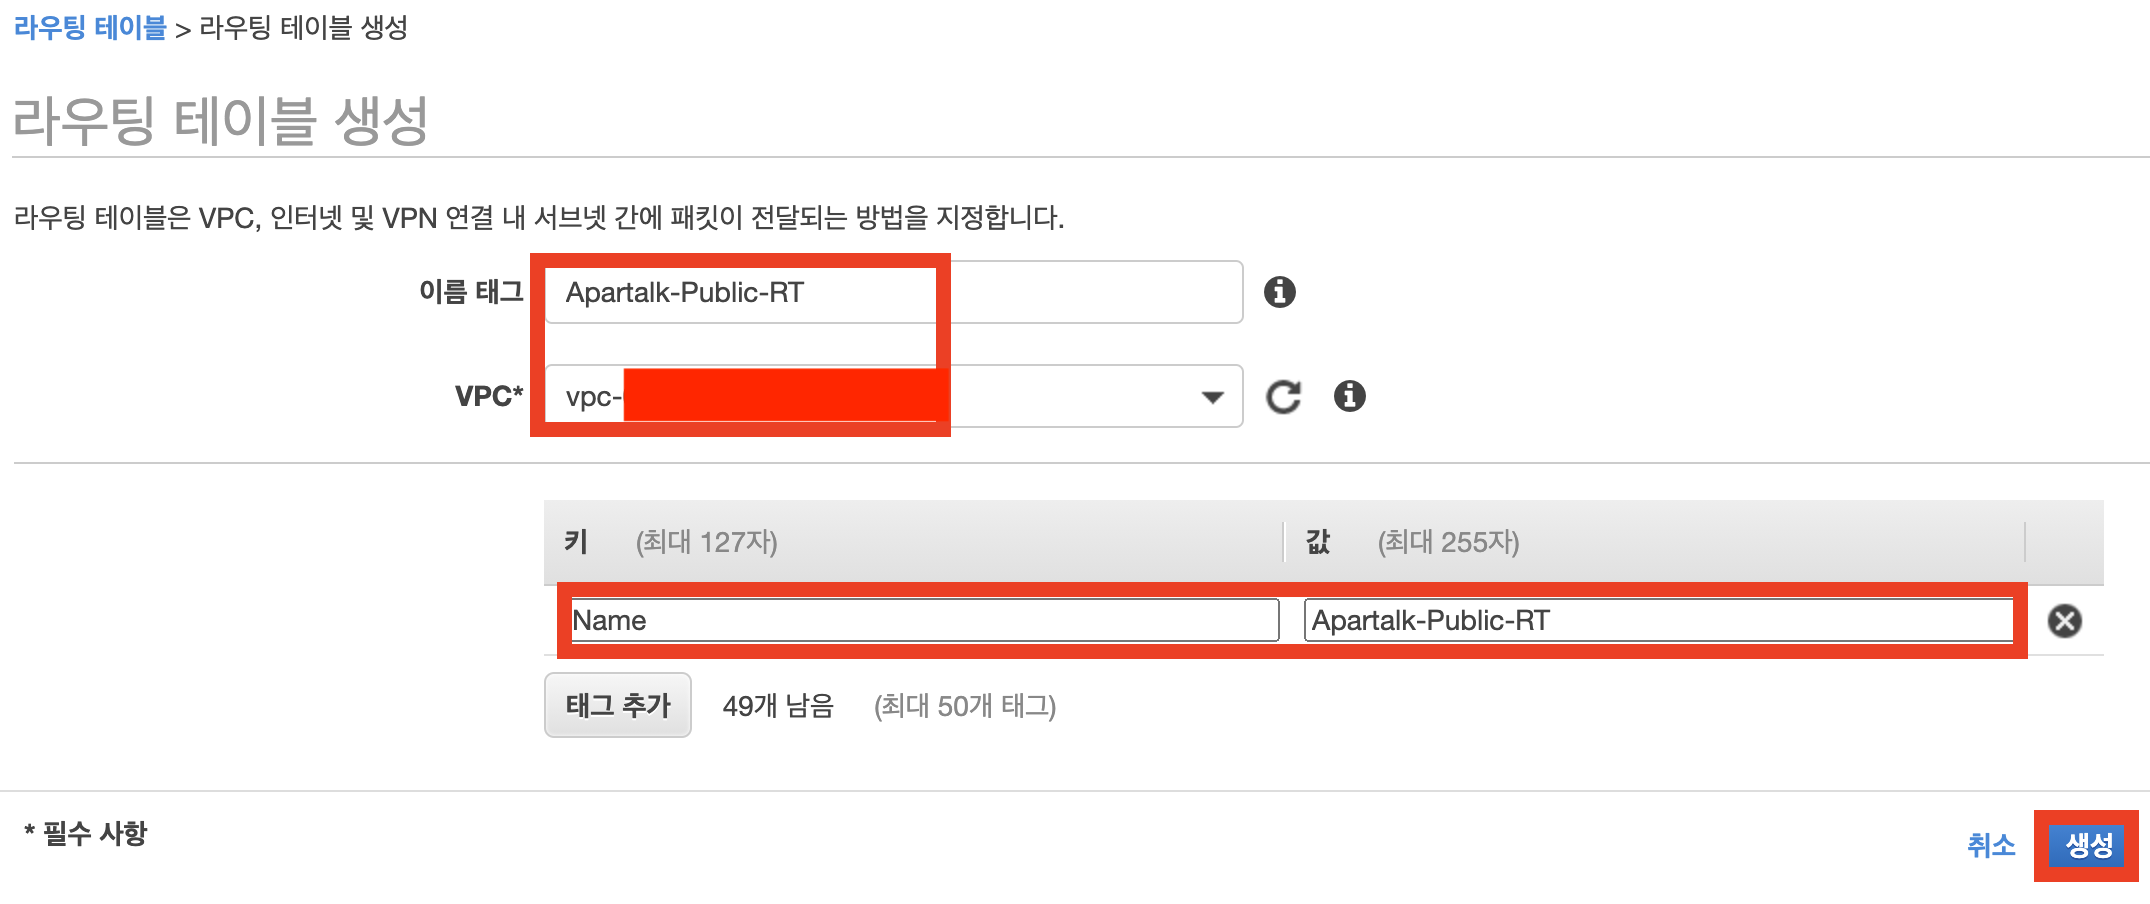 라우팅 테이블 > 라우팅 테이블 생성
라우팅 테이블 생성
라우팅 테이블은 VPC, 인터넷 및 VPN 연결 내 서브넷 간에 패킷이 전달되는 방법을 지정합니다.
이름 태그 Apartalk-Public-RT
VPC* vpc-
키 (최대 127자) 값 (최대 255자)
Name Apartalk-Public-RT
태그 추가 49개 남음 (최대 50개 태그)
* 필수 사항
취소 생성